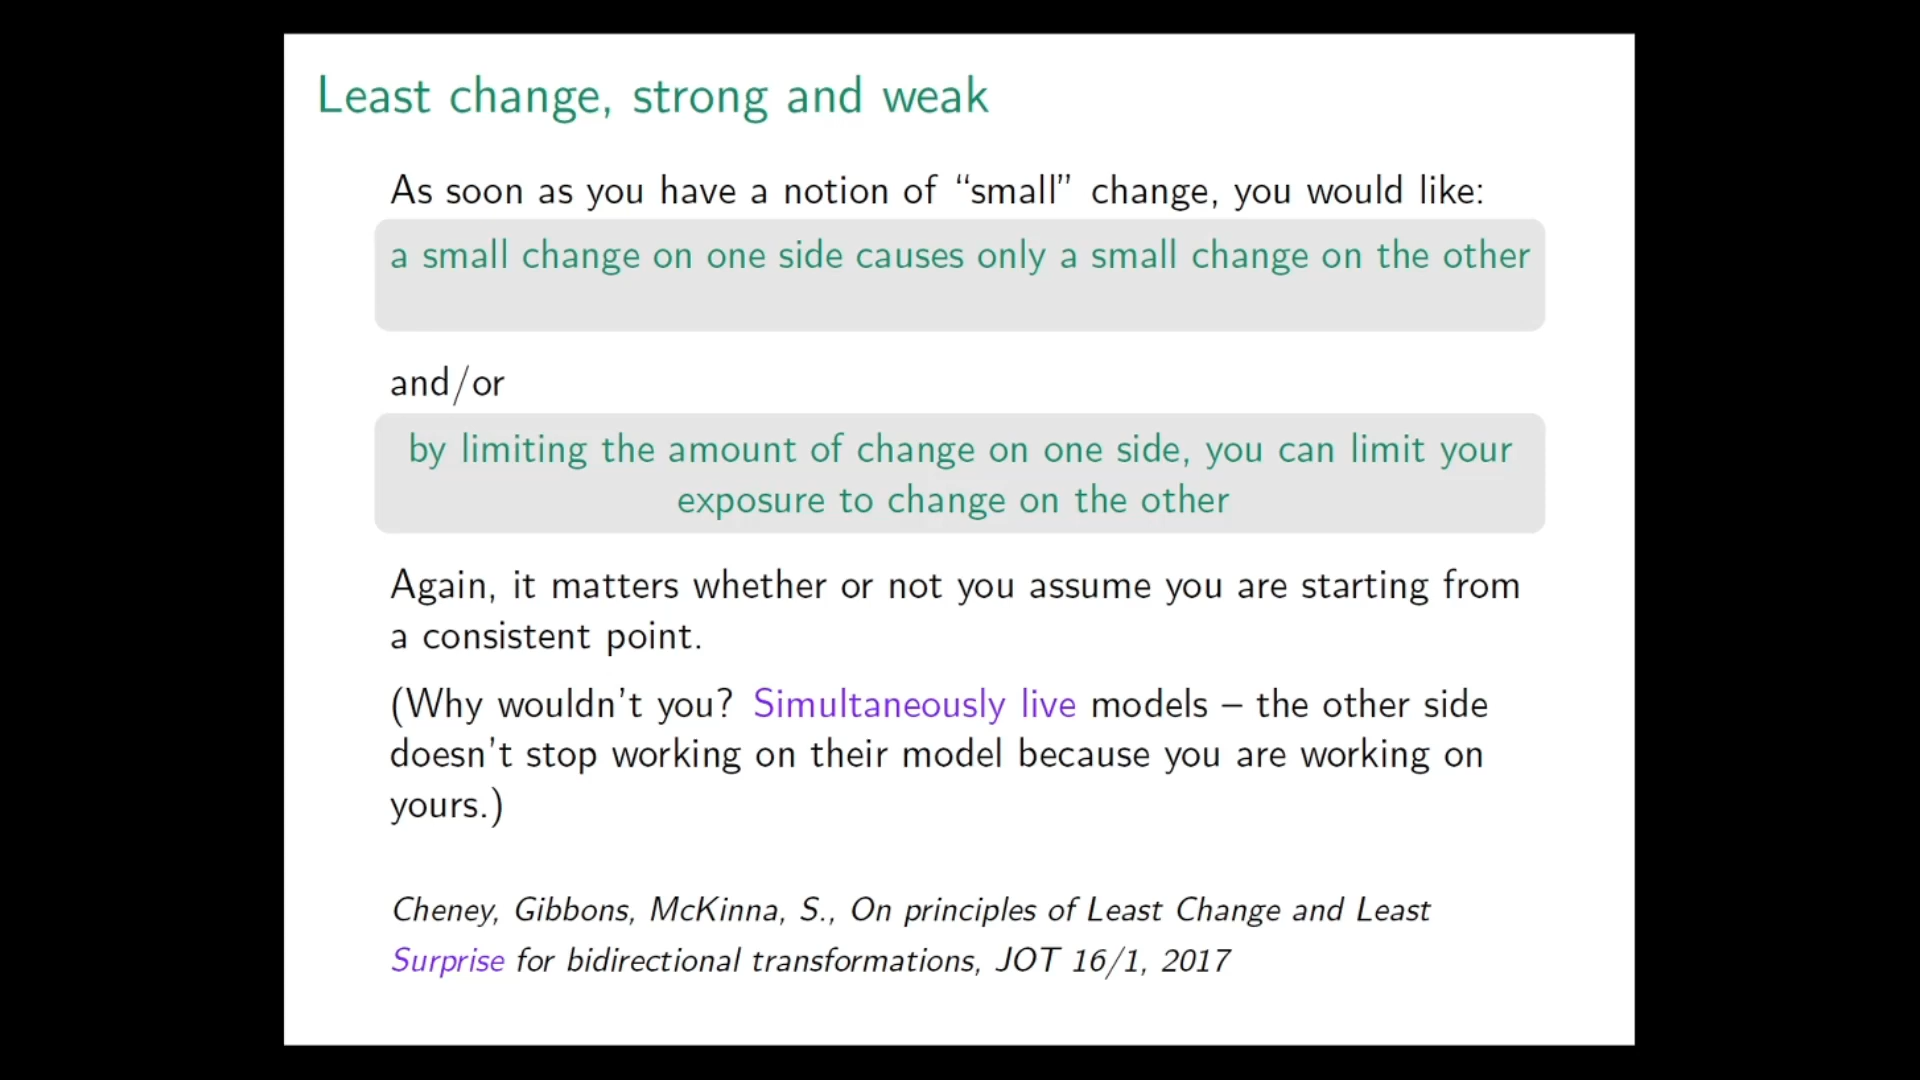 Least change, strong and weak
As soon as you have a notion of “small” change, you would like:
a small change on one side causes only a small change on the other
and/or
by limiting the amount of change on one side, you can limit your
exposure to change on the other
Again, it matters whether or not you assume you are starting from
a consistent point.
(Why wouldn’t you? Simultaneously live models – the other side
doesn’t stop working on their model because you are working on
yours.)
Cheney, Gibbons, McKinna, S., On principles of Least Change and Least
Surprise for bidirectional transformations, JOT 16/1, 2017